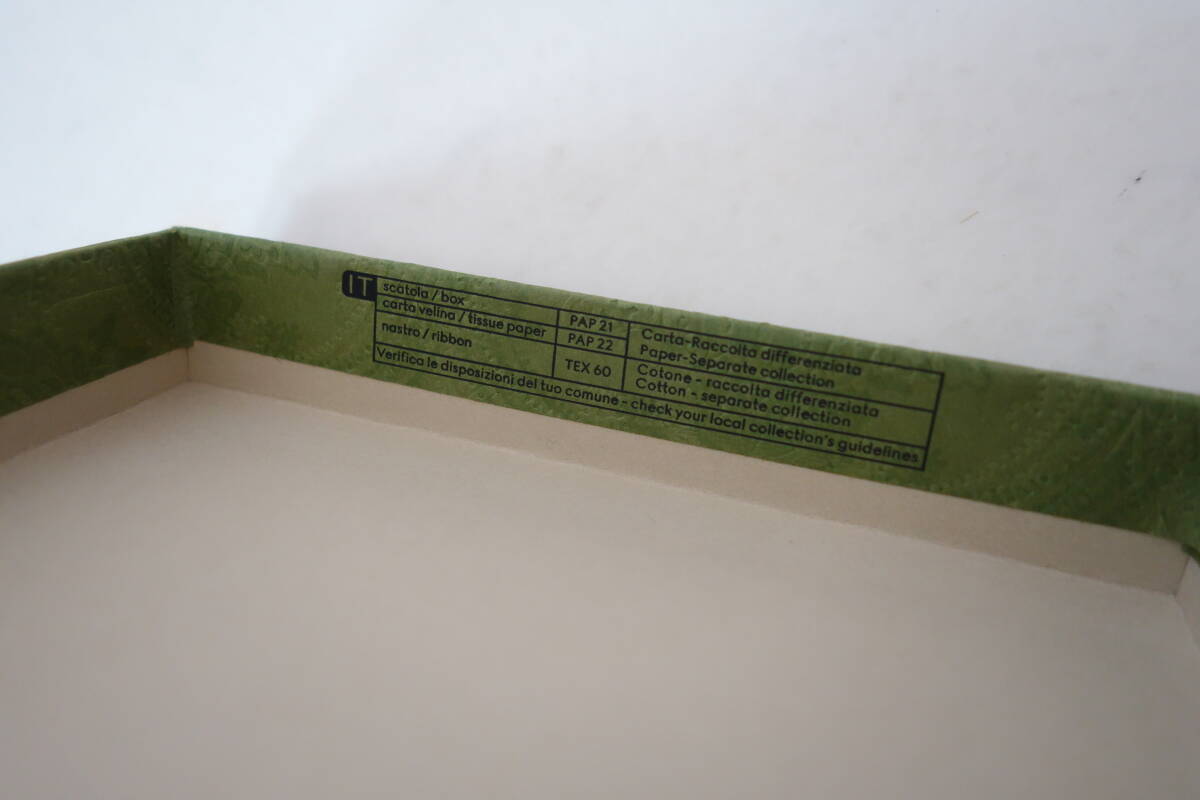 IT
scatola / box PAP 21
carta velina / tissue paper PAP 22
Carta-Raccolta differenziata
Paper-Separate collection
nastro / ribbon TEX 60
Cotone - raccolta differenziata
Cotton - separate collection
Verifica le disposizioni del tuo comune - check your local collection's guidelines